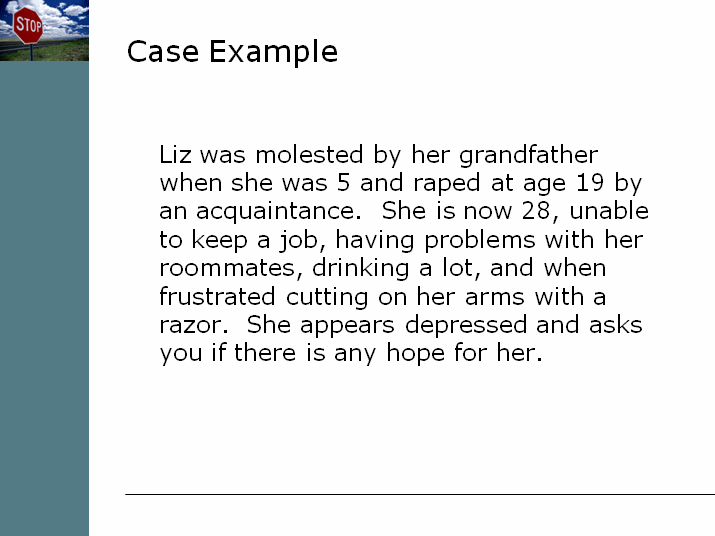 STOP
Case Example
Liz was molested by her grandfather
when she was 5 and raped at age 19 by
an acquaintance.  She is now 28, unable
to keep a job, having problems with her
roommates, drinking a lot, and when
frustrated cutting on her arms with a
razor.  She appears depressed and asks
you if there is any hope for her.